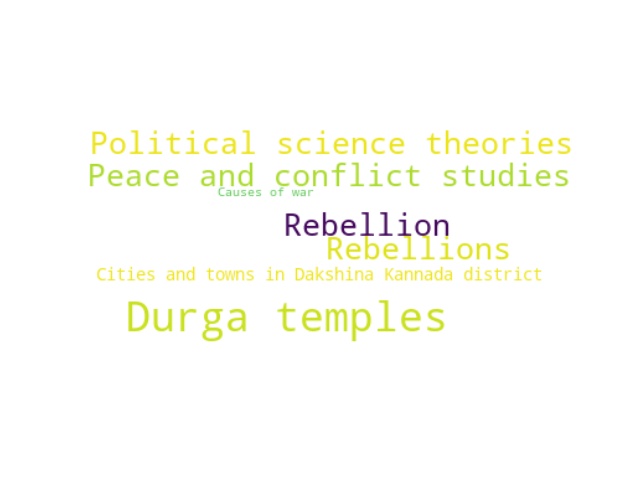 Political science theories
Peace and conflict studies
Causes of war
Rebellion
Rebellions
Cities and towns in Dakshina Kannada district
Durga temples